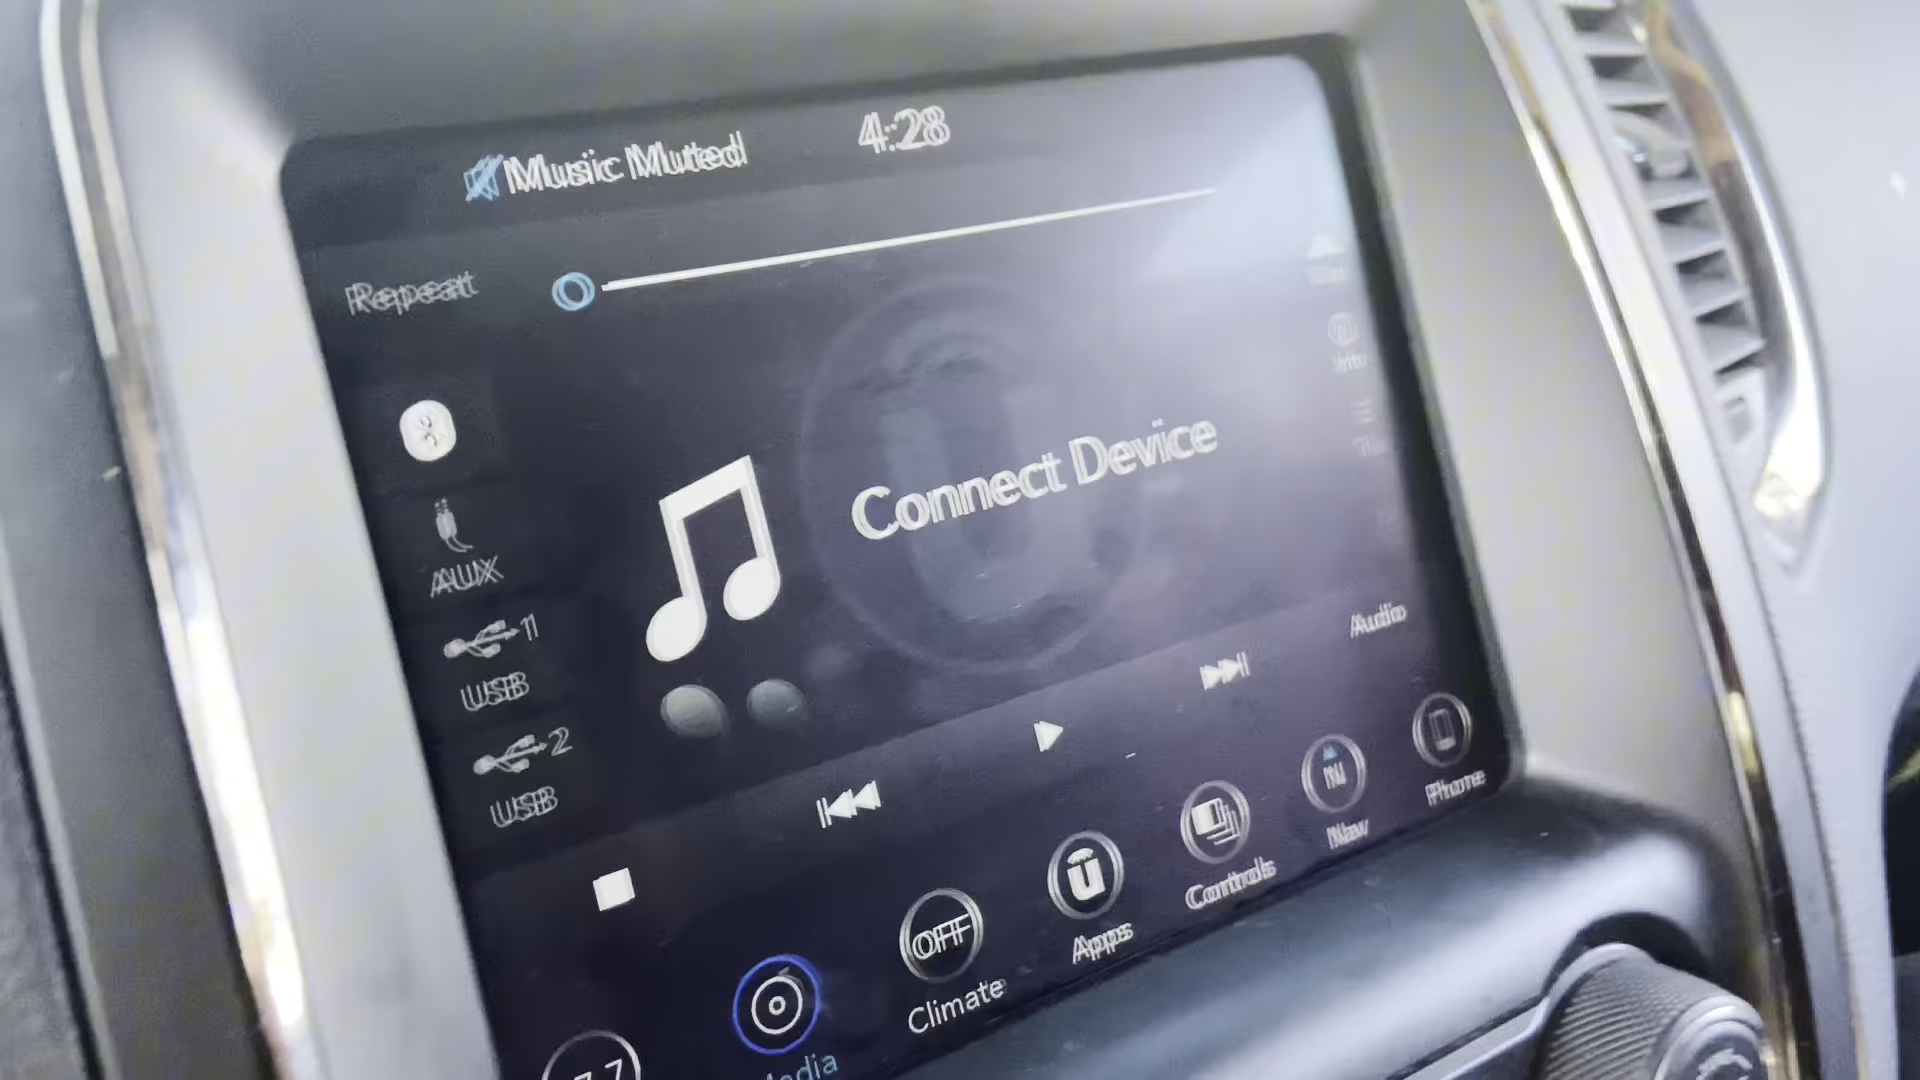 Music Muted
4:28
Repeat
Connect Device
AUX
1
USB
2
USB
Audio
Phone
Nav
Controls
Apps
OFF
Climate